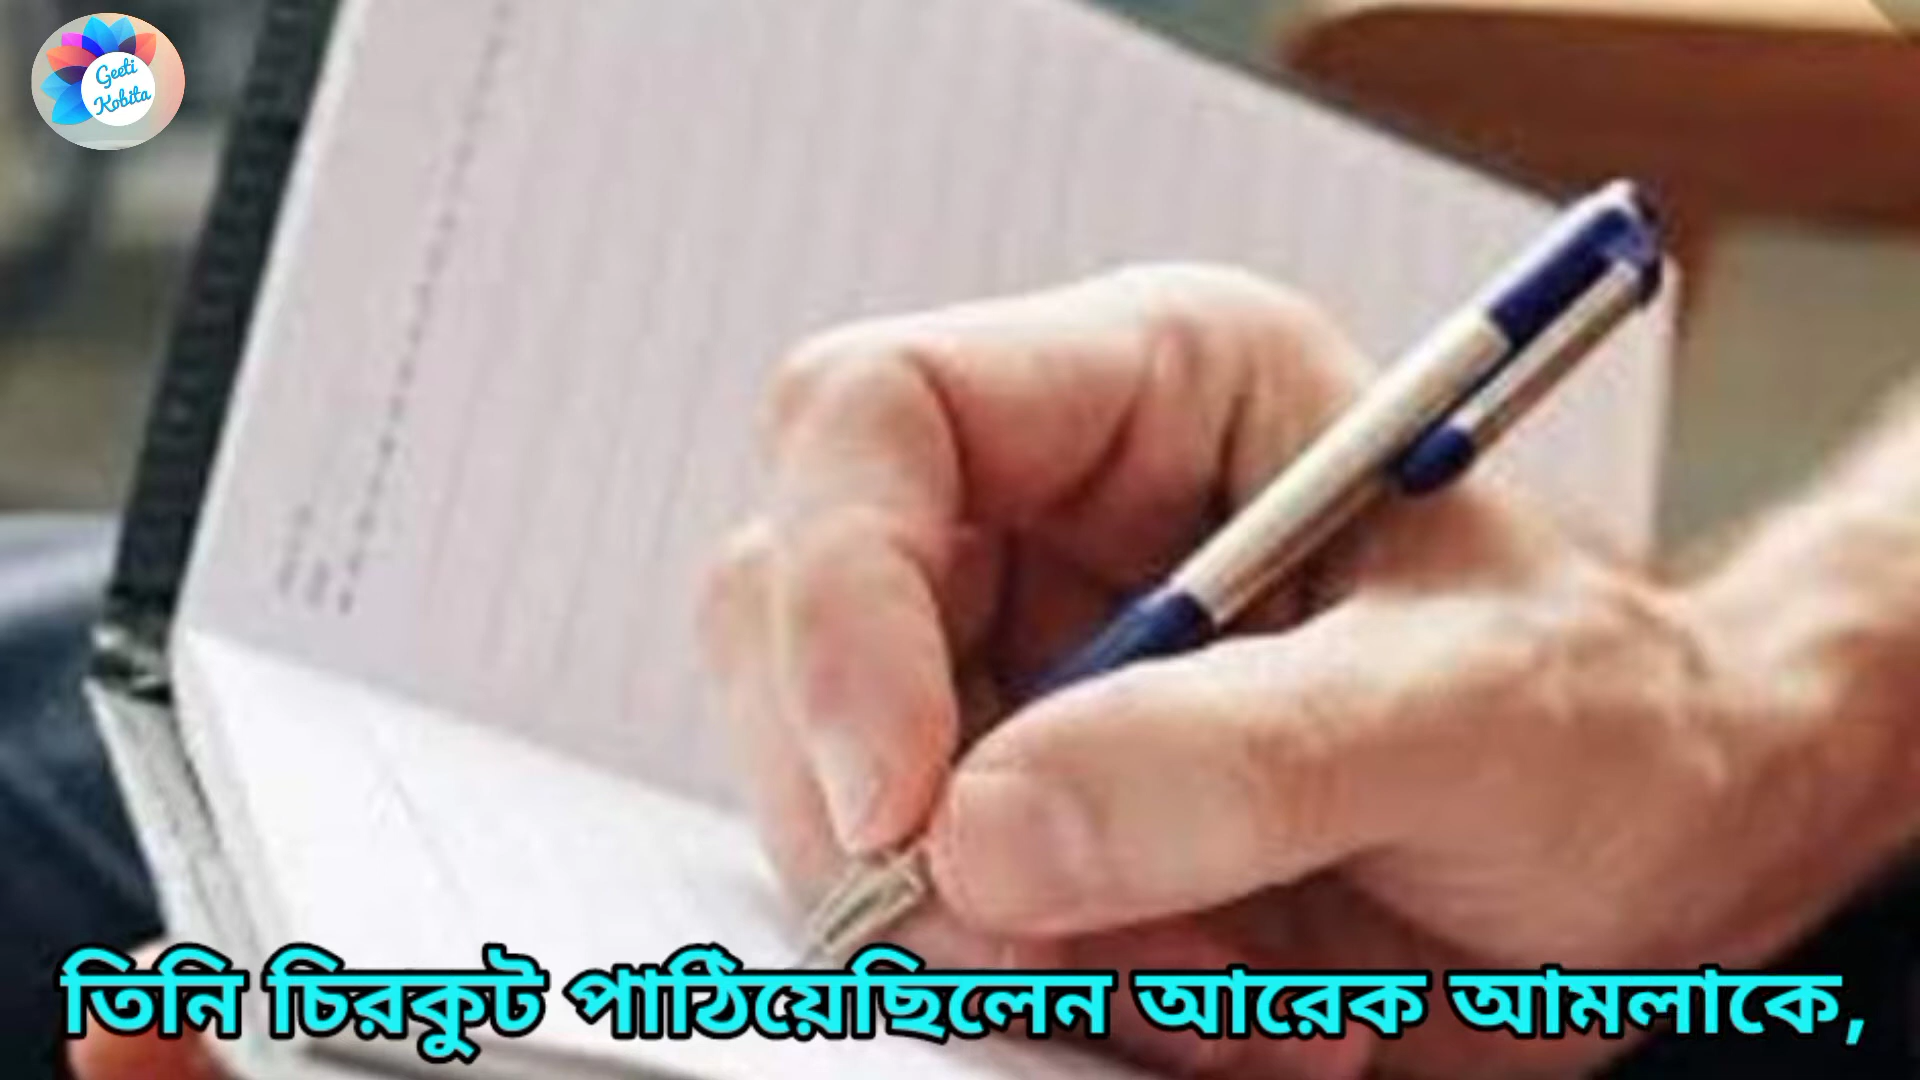 Geeti
Kobita
তিনি চিরকুট পাঠিয়েছিলেন আরেক আমলাকে,